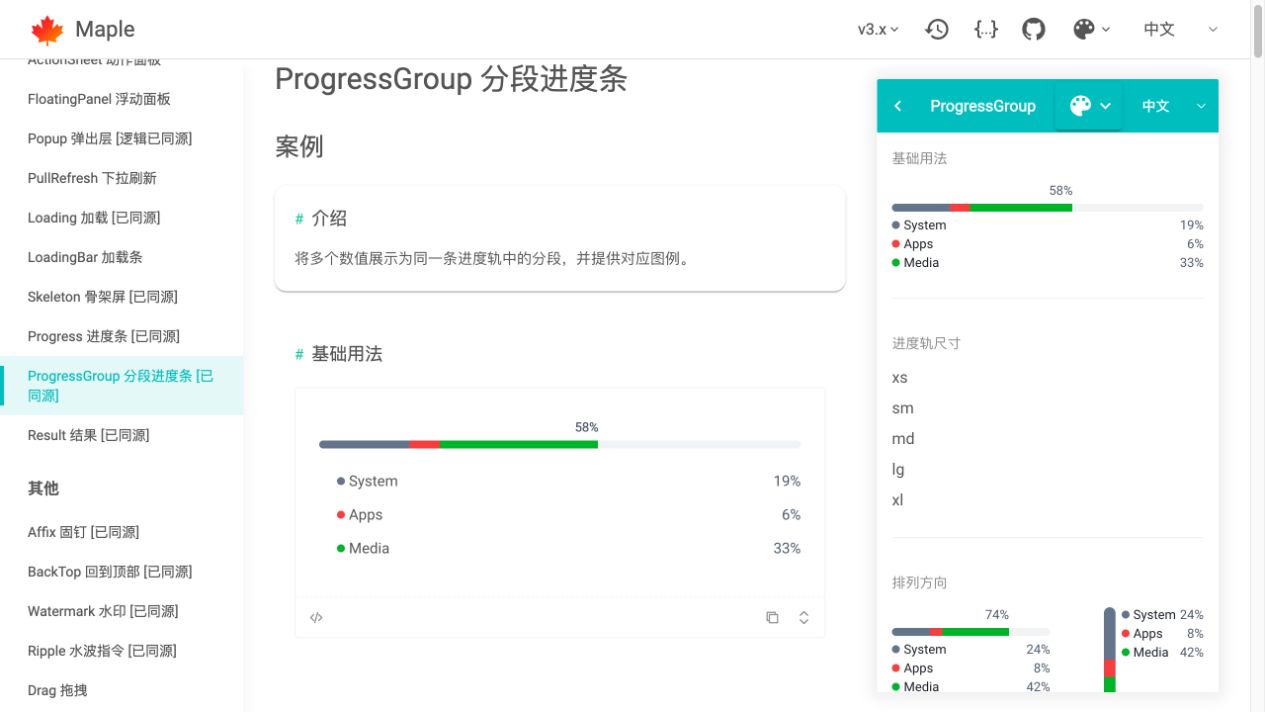 Maple
v3.x
{...}
中文
ActionSheet 动作面板
FloatingPanel 浮动面板
Popup 弹出层 [逻辑已同源]
PullRefresh 下拉刷新
Loading 加载 [已同源]
LoadingBar 加载条
Skeleton 骨架屏 [已同源]
Progress 进度条 [已同源]
ProgressGroup 分段进度条 [已
同源]
Result 结果 [已同源]
其他
Affix 固钉 [已同源]
BackTop 回到顶部 [已同源]
Watermark 水印 [已同源]
Ripple 水波指令 [已同源]
Drag 拖拽
ProgressGroup 分段进度条
案例
# 介绍
将多个数值展示为同一条进度轨中的分段，并提供对应图例。
# 基础用法
58%
System 19%
Apps 6%
Media 33%
ProgressGroup
中文
基础用法
58%
System 19%
Apps 6%
Media 33%
进度轨尺寸
xs
sm
md
lg
xl
排列方向
74%
System 24%
Apps 8%
Media 42%
System 24%
Apps 8%
Media 42%